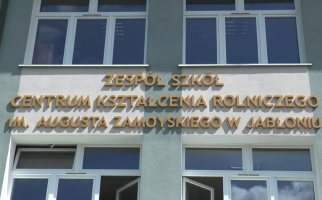 ZESPÓŁ SZKÓŁ
CENTRUM KSZTAŁCENIA ROLNICZEGO
IM. AUGUSTA ZAMOYSKIEGO W JABŁONIU